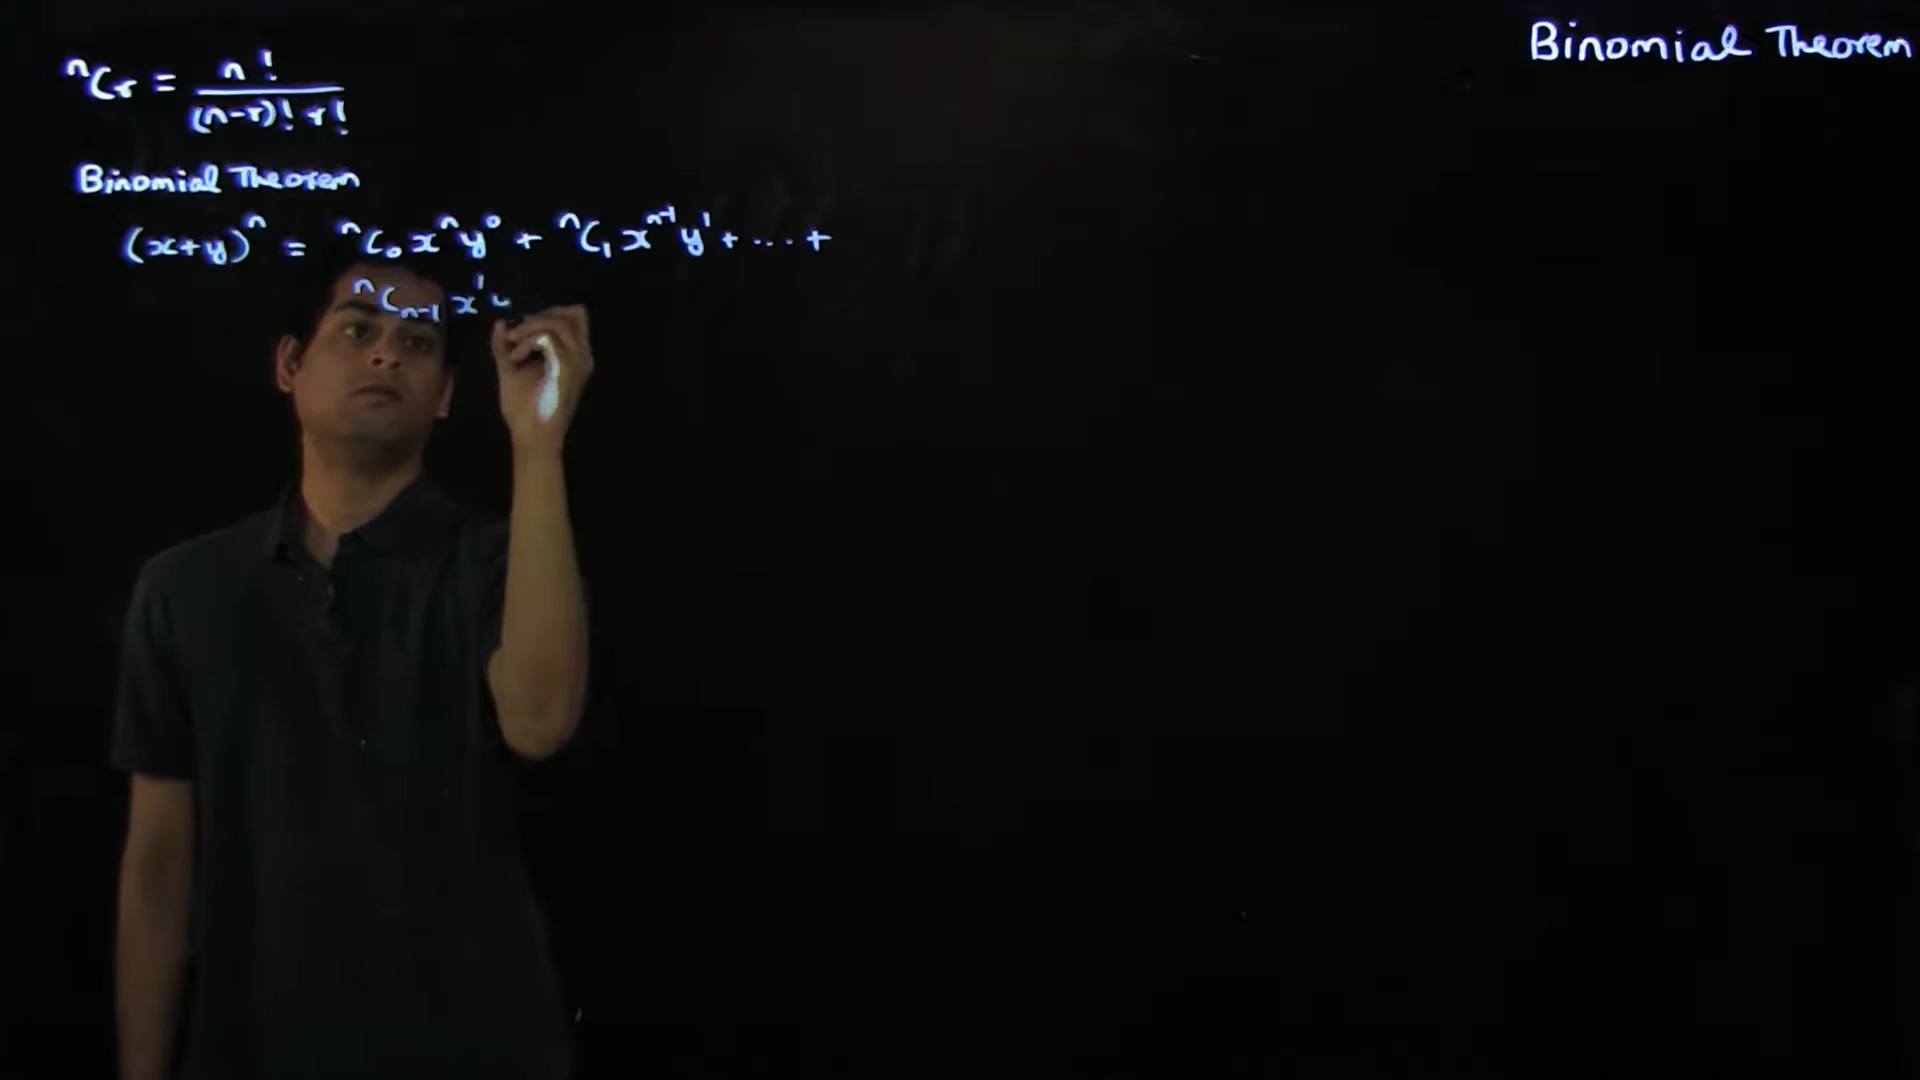 Binomial Theorem
ⁿCᵣ = n! / (n-r)! r!
Binomial Theorem
(x+y)ⁿ = ⁿC₀ xⁿ y⁰ + ⁿC₁ xⁿ⁻¹ y¹ + ... +
ⁿCₙ₋₁ x¹ y